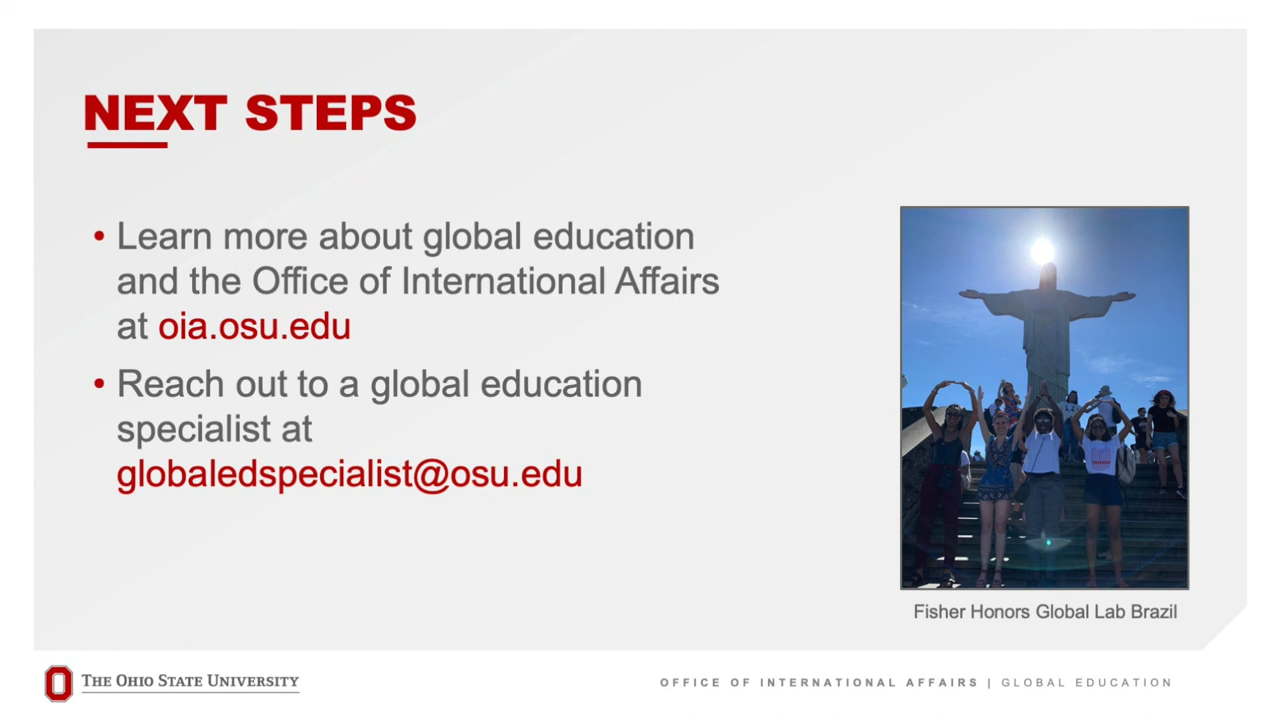 NEXT STEPS
• Learn more about global education
and the Office of International Affairs
at oia.osu.edu
• Reach out to a global education
specialist at
globaledspecialist@osu.edu
Fisher Honors Global Lab Brazil
THE OHIO STATE UNIVERSITY
OFFICE OF INTERNATIONAL AFFAIRS | GLOBAL EDUCATION